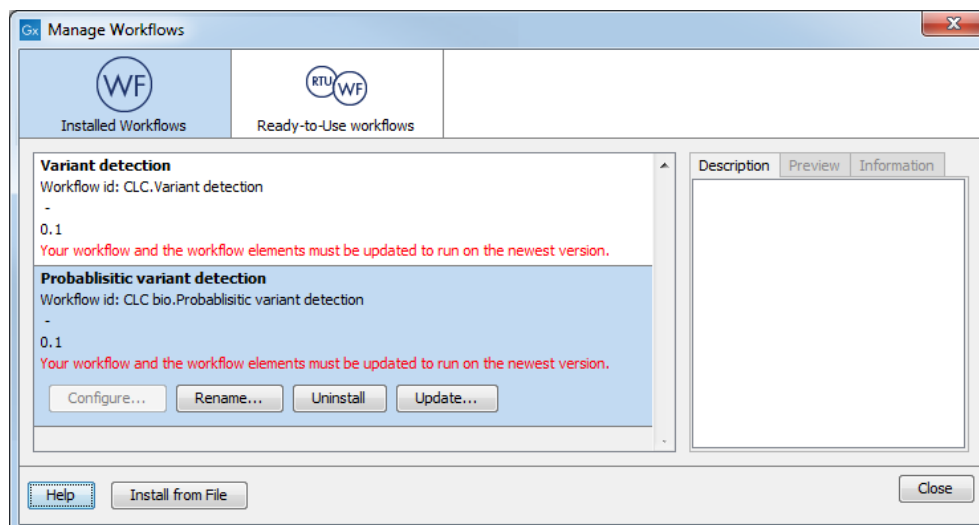 Gx Manage Workflows
WF
RTU WF
Installed Workflows
Ready-to-Use workflows
Variant detection
Workflow id: CLC.Variant detection
-
0.1
Your workflow and the workflow elements must be updated to run on the newest version.
Probablisitic variant detection
Workflow id: CLC bio.Probablisitic variant detection
-
0.1
Your workflow and the workflow elements must be updated to run on the newest version.
Configure... Rename... Uninstall Update...
Description Preview Information
Help Install from File
Close